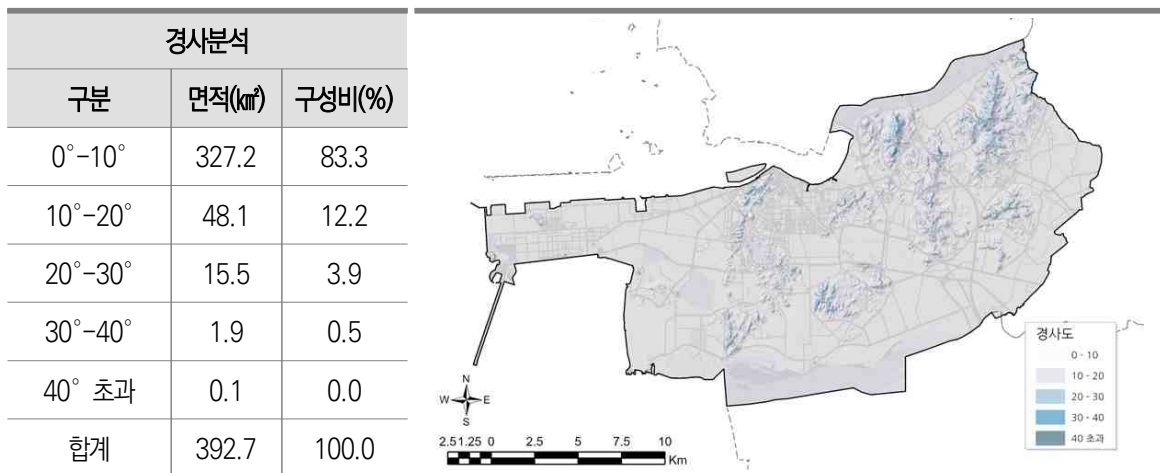 경사분석
구분 면적(㎢) 구성비(%)
0°-10° 327.2 83.3
10°-20° 48.1 12.2
20°-30° 15.5 3.9
30°-40° 1.9 0.5
40° 초과 0.1 0.0
합계 392.7 100.0
경사도
0 - 10
10 - 20
20 - 30
30 - 40
40 초과
N
W E
S
2.5 1.25 0 2.5 5 7.5 10
Km